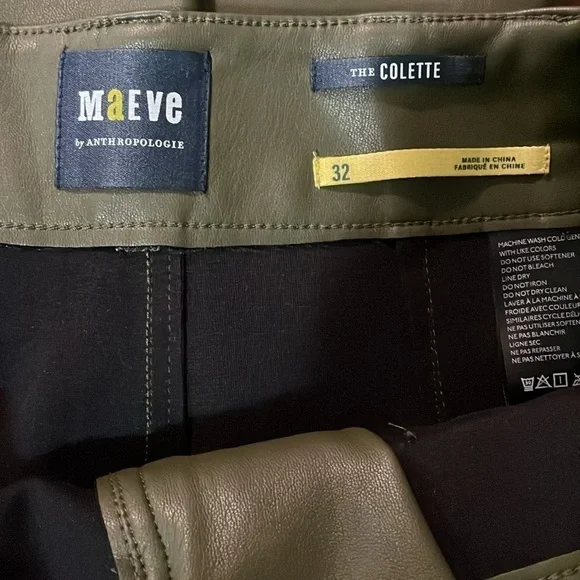 MaEVe
by ANTHROPOLOGIE
THE COLETTE
32
MADE IN CHINA
FABRIQUÉ EN CHINE
MACHINE WASH COLD GEN
WITH LIKE COLORS
DO NOT USE SOFTENER
DO NOT BLEACH
LINE DRY
DO NOT IRON
DO NOT DRY CLEAN
LAVER À LA MACHINE À
FROIDE AVEC COULEUR
SIMILAIRES CYCLE DÉLI
NE PAS UTILISER SOFTEN
NE PAS BLANCHIR
LIGNE SEC
NE PAS REPASSER
NE PAS NETTOYER À S